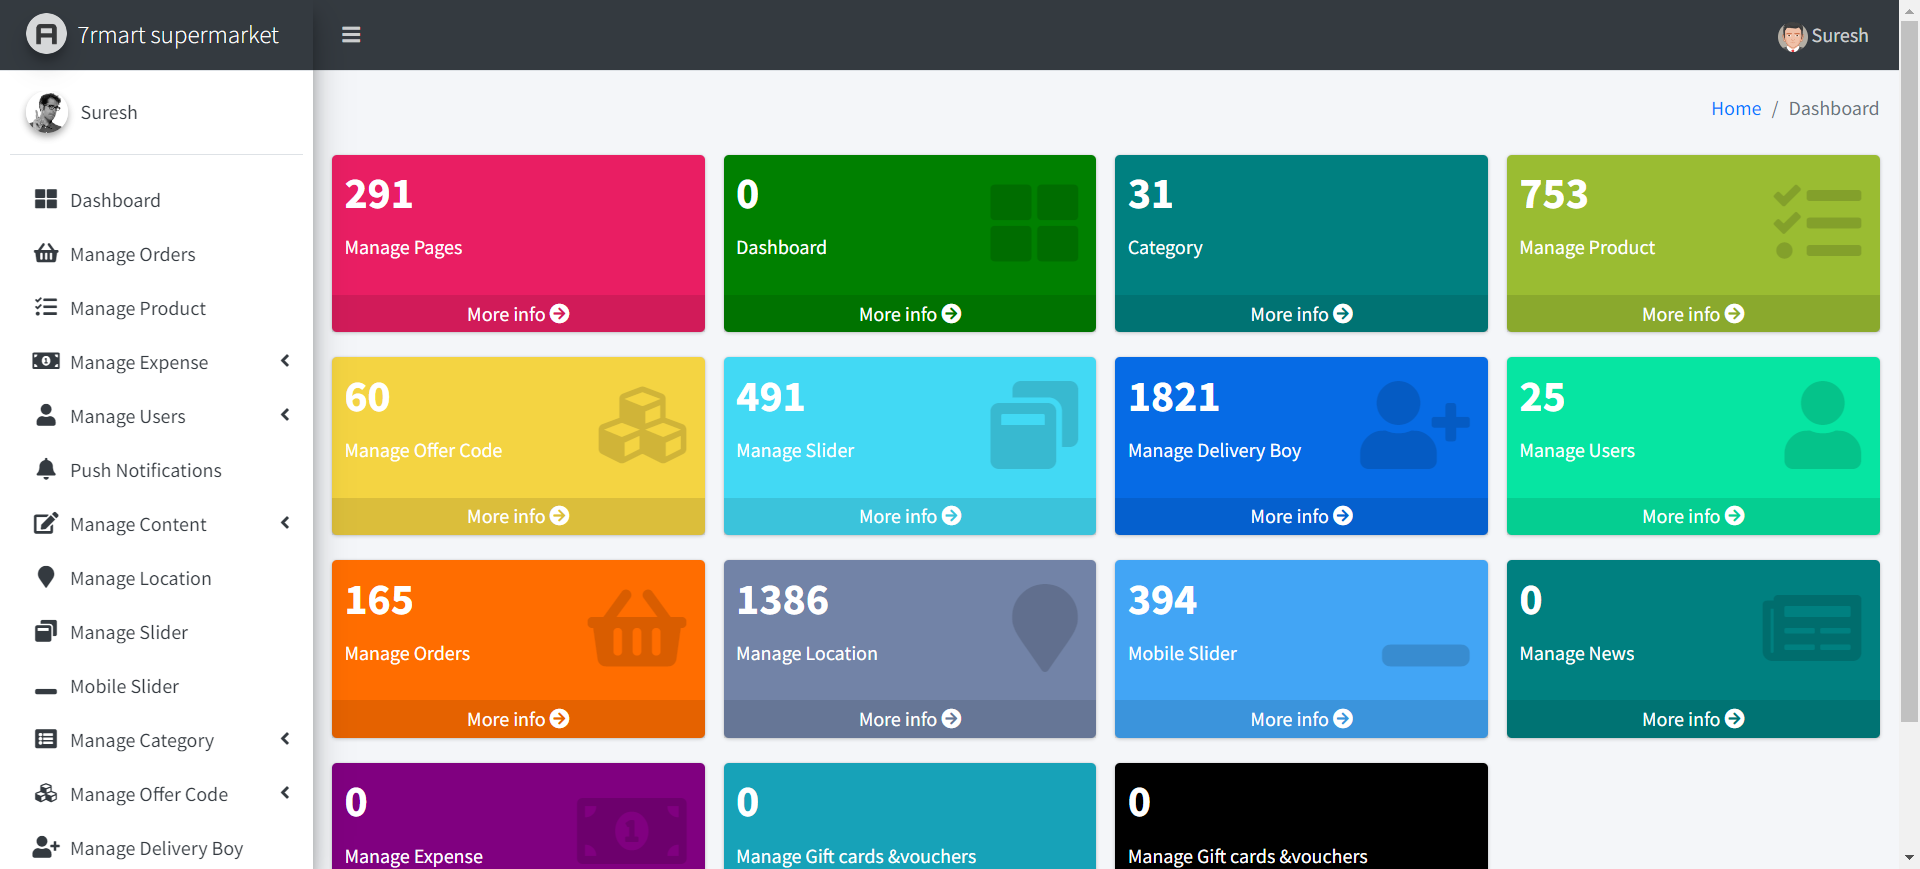 7rmart supermarket
Suresh
Suresh
Home / Dashboard
Dashboard
Manage Orders
Manage Product
Manage Expense
Manage Users
Push Notifications
Manage Content
Manage Location
Manage Slider
Mobile Slider
Manage Category
Manage Offer Code
Manage Delivery Boy
291
Manage Pages
More info
0
Dashboard
More info
31
Category
More info
753
Manage Product
More info
60
Manage Offer Code
More info
491
Manage Slider
More info
1821
Manage Delivery Boy
More info
25
Manage Users
More info
165
Manage Orders
More info
1386
Manage Location
More info
394
Mobile Slider
More info
0
Manage News
More info
0
Manage Expense
0
Manage Gift cards &vouchers
0
Manage Gift cards &vouchers